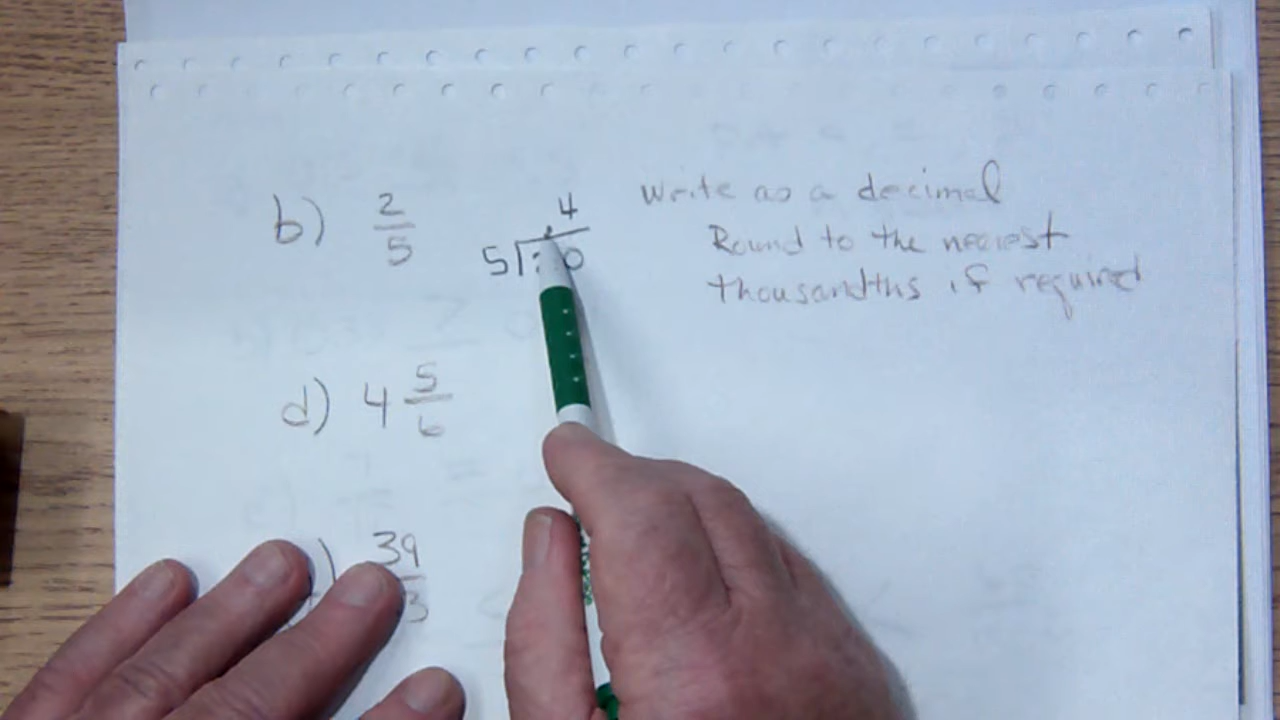 b) 2/5 .4 Write as a decimal
5)2.0 Round to the nearest
thousandths if required
d) 4 5/6
) 39
3